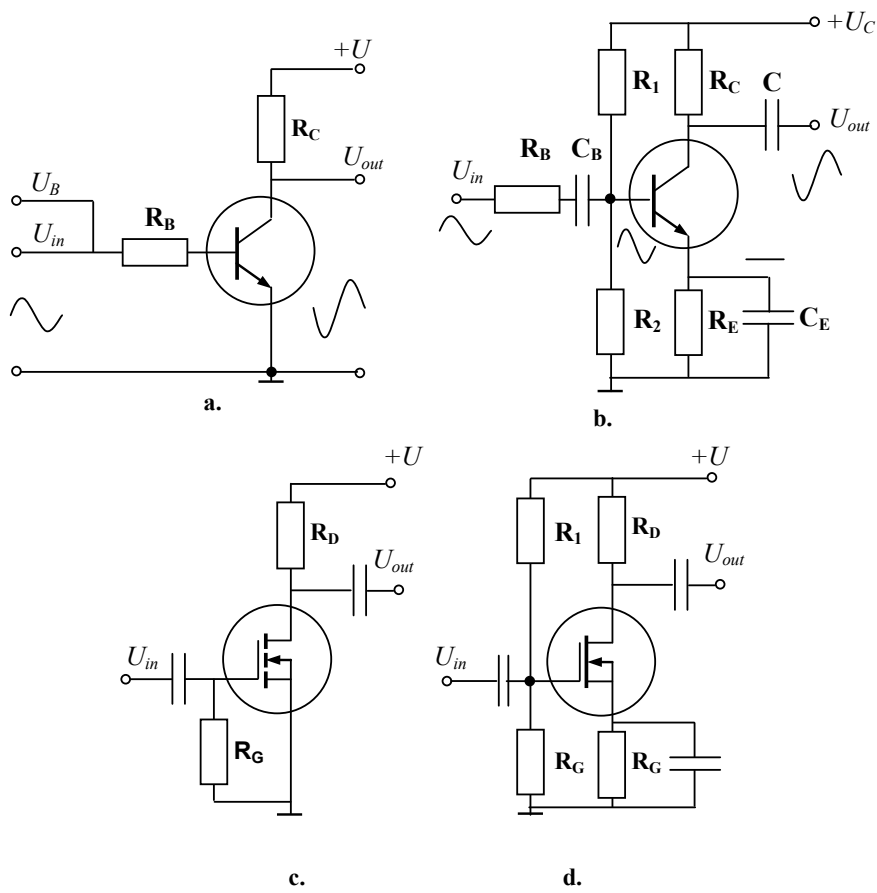 +U
R_C
U_out
U_B
R_B
U_in
a.
+U_C
R_1
R_C
C
U_out
R_B
C_B
U_in
R_2
R_E
C_E
b.
+U
R_D
U_out
U_in
R_G
c.
+U
R_1
R_D
U_out
U_in
R_G
R_G
d.